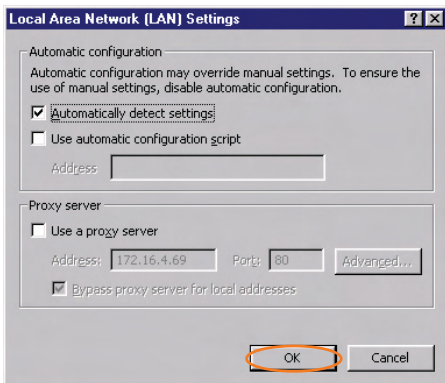 Local Area Network (LAN) Settings
Automatic configuration
Automatic configuration may override manual settings. To ensure the
use of manual settings, disable automatic configuration.
Automatically detect settings
Use automatic configuration script
Address
Proxy server
Use a proxy server
Address: 172.16.4.69 Port: 80 Advanced...
Bypass proxy server for local addresses
OK Cancel